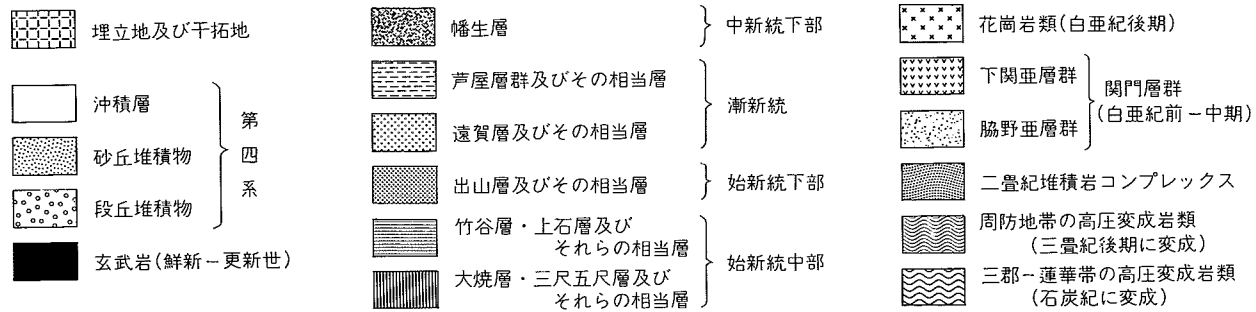 埋立地及び干拓地
沖積層
砂丘堆積物
段丘堆積物
第四系
玄武岩(鮮新－更新世)
幡生層
中新統下部
芦屋層群及びその相当層
遠賀層及びその相当層
漸新統
出山層及びその相当層
始新統下部
竹谷層・上石層及び
それらの相当層
大焼層・三尺五尺層及び
それらの相当層
始新統中部
花崗岩類(白亜紀後期)
下関亜層群
脇野亜層群
関門層群
(白亜紀前－中期)
二畳紀堆積岩コンプレックス
周防地帯の高圧変成岩類
(三畳紀後期に変成)
三郡－蓮華帯の高圧変成岩類
(石炭紀に変成)